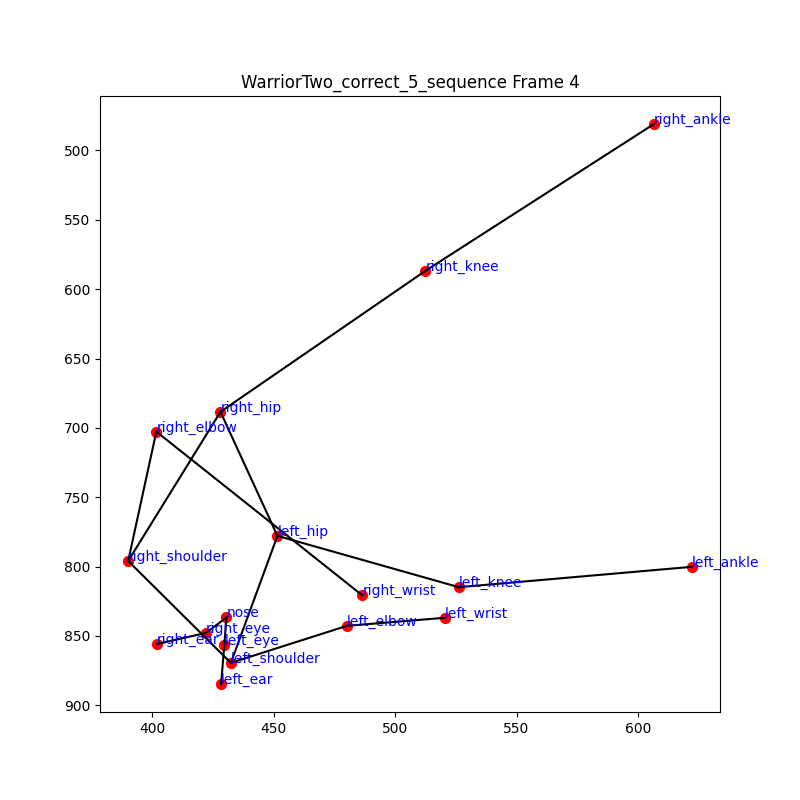 WarriorTwo_correct_5_sequence Frame 4
right_ankle
500
550
right_knee
600
650
right_hip
700
right_elbow
750
left_hip
right_shoulder
left_ankle
800
left_knee
right_wrist
nose
left_wrist
left_elbow
right_eye
850
right_ear
left_eye
left_shoulder
left_ear
900
400
450
500
550
600